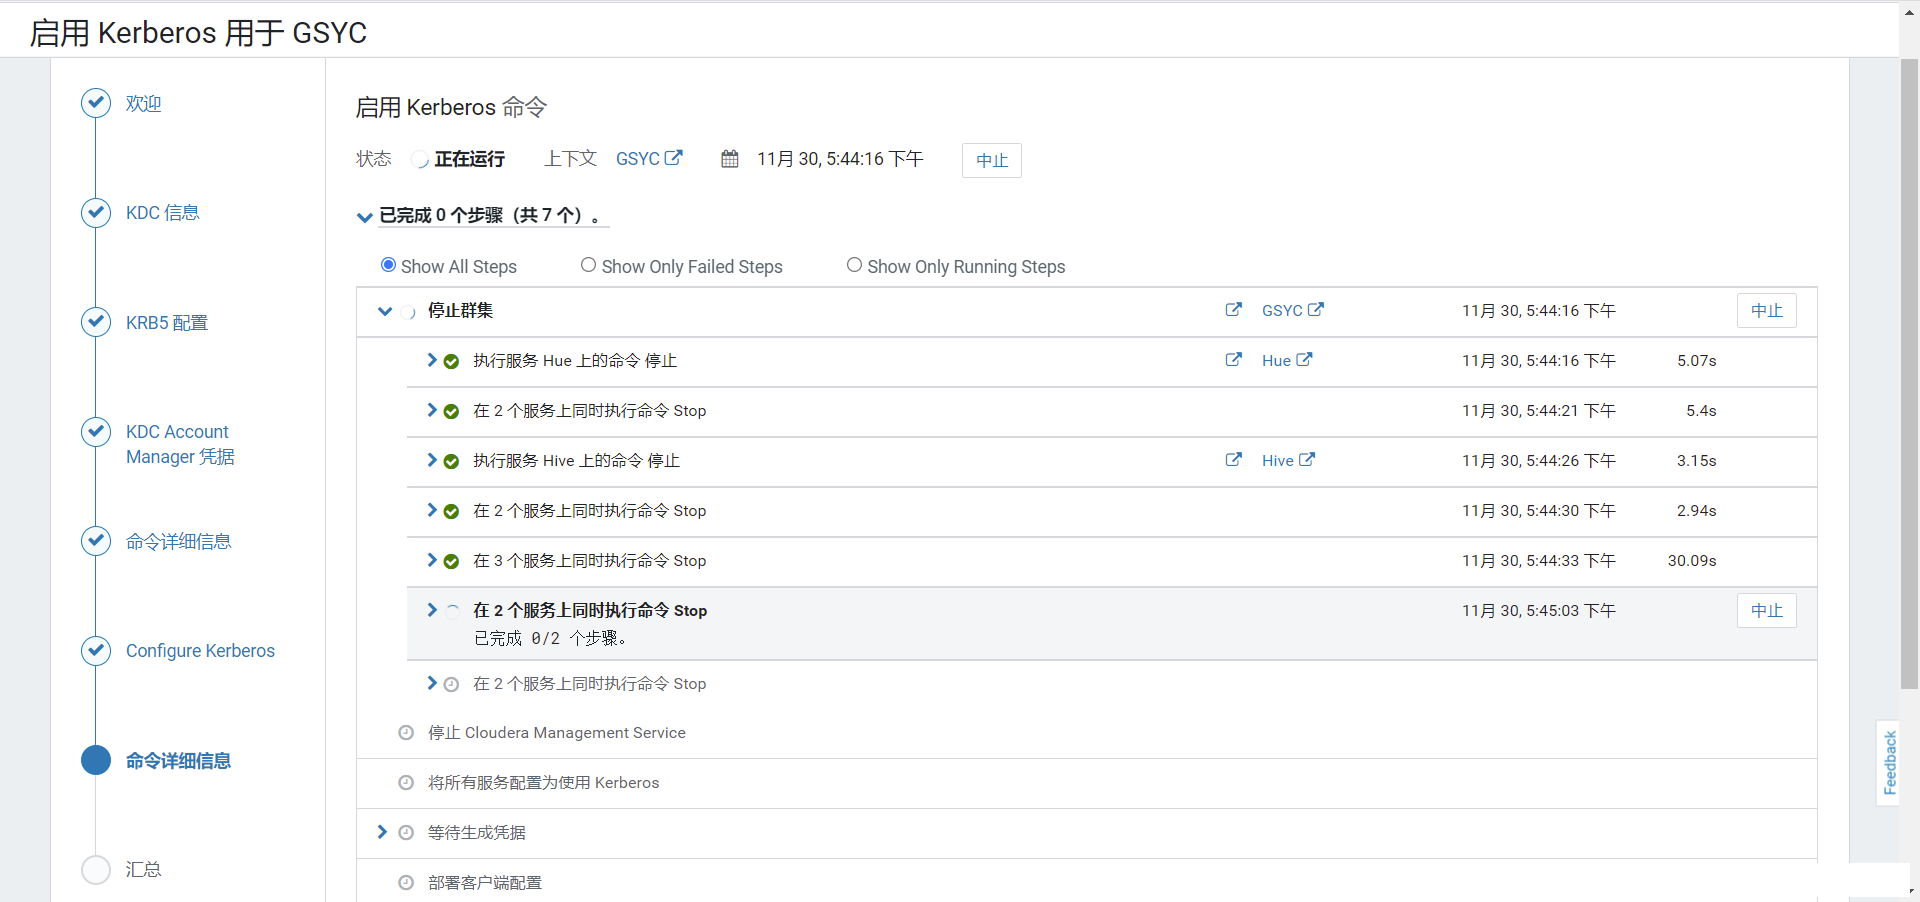 启用 Kerberos 用于 GSYC
欢迎
KDC 信息
KRB5 配置
KDC Account
Manager 凭据
命令详细信息
Configure Kerberos
命令详细信息
汇总
启用 Kerberos 命令
状态 正在运行 上下文 GSYC 11月 30, 5:44:16 下午 中止
已完成 0 个步骤（共 7 个）。
Show All Steps Show Only Failed Steps Show Only Running Steps
停止群集 GSYC 11月 30, 5:44:16 下午 中止
执行服务 Hue 上的命令 停止 Hue 11月 30, 5:44:16 下午 5.07s
在 2 个服务上同时执行命令 Stop 11月 30, 5:44:21 下午 5.4s
执行服务 Hive 上的命令 停止 Hive 11月 30, 5:44:26 下午 3.15s
在 2 个服务上同时执行命令 Stop 11月 30, 5:44:30 下午 2.94s
在 3 个服务上同时执行命令 Stop 11月 30, 5:44:33 下午 30.09s
在 2 个服务上同时执行命令 Stop 11月 30, 5:45:03 下午 中止
已完成 0/2 个步骤。
在 2 个服务上同时执行命令 Stop
停止 Cloudera Management Service
将所有服务配置为使用 Kerberos
等待生成凭据
部署客户端配置
Feedback